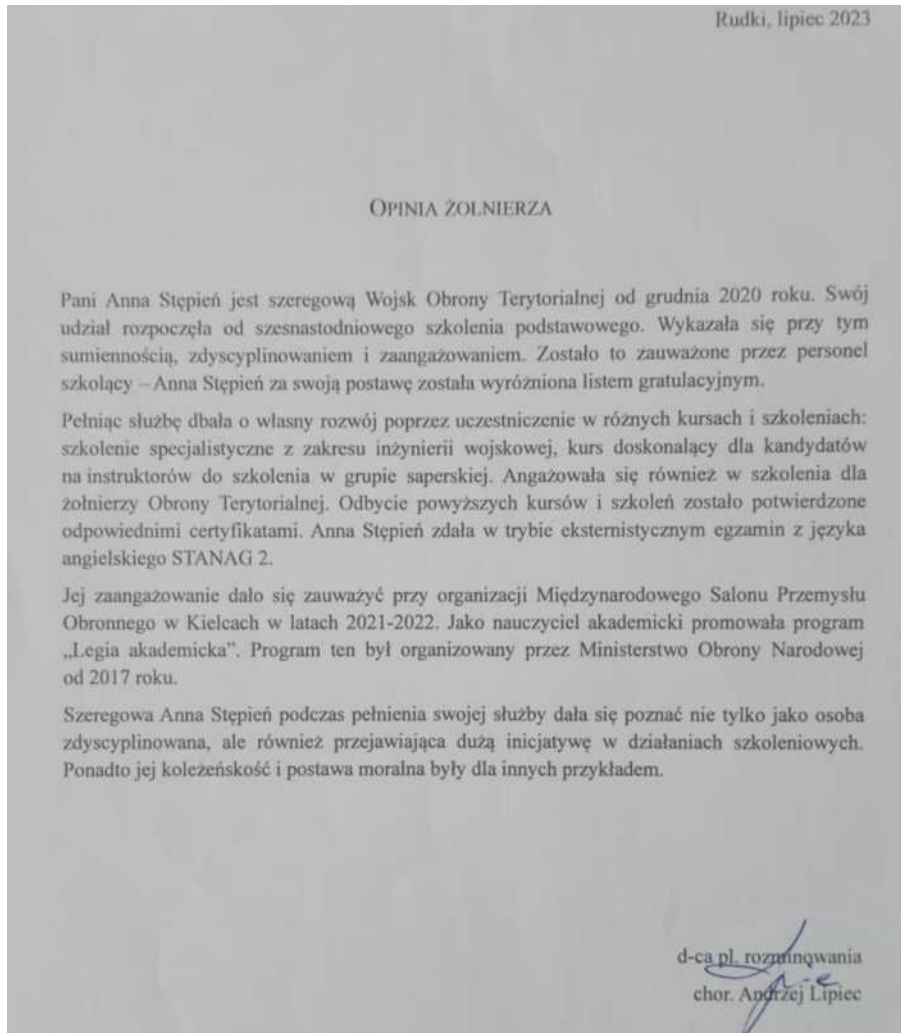 Rudki, lipiec 2023
OPINIA ŻOLNIERZA
Pani Anna Stępień jest szeregową Wojsk Obrony Terytorialnej od grudnia 2020 roku. Swój
udział rozpoczęła od szesnastodniowego szkolenia podstawowego. Wykazała się przy tym
sumiennością, zdyscyplinowaniem i zaangażowaniem. Zostało to zauważone przez personel
szkolący – Anna Stępień za swoją postawę została wyróżniona listem gratulacyjnym.
Pełniąc służbę dbała o własny rozwój poprzez uczestniczenie w różnych kursach i szkoleniach:
szkolenie specjalistyczne z zakresu inżynierii wojskowej, kurs doskonalący dla kandydatów
na instruktorów do szkolenia w grupie saperskiej. Angażowała się również w szkolenia dla
żołnierzy Obrony Terytorialnej. Odbycie powyższych kursów i szkoleń zostało potwierdzone
odpowiednimi certyfikatami. Anna Stępień zdała w trybie eksternistycznym egzamin z języka
angielskiego STANAG 2.
Jej zaangażowanie dało się zauważyć przy organizacji Międzynarodowego Salonu Przemysłu
Obronnego w Kielcach w latach 2021-2022. Jako nauczyciel akademicki promowała program
„Legia akademicka”. Program ten był organizowany przez Ministerstwo Obrony Narodowej
od 2017 roku.
Szeregowa Anna Stępień podczas pełnienia swojej służby dała się poznać nie tylko jako osoba
zdyscyplinowana, ale również przejawiająca dużą inicjatywę w działaniach szkoleniowych.
Ponadto jej koleżeńskość i postawa moralna były dla innych przykładem.
d-ca pl. rozminowania
chor. Andrzej Lipiec